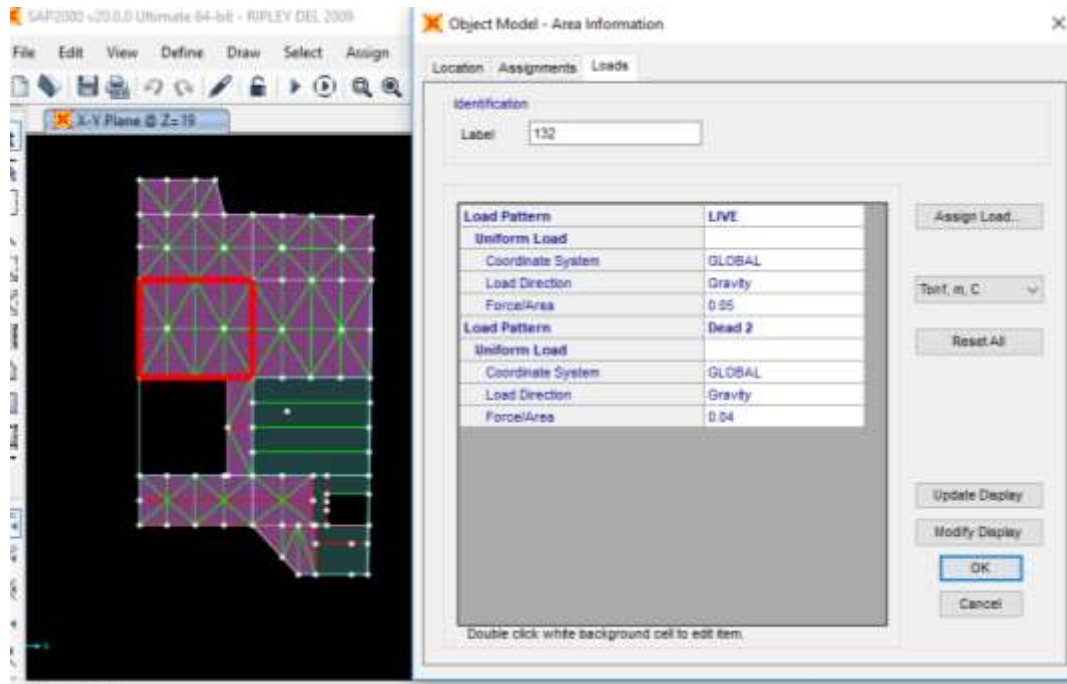 SAP2000 v20.0.0 Ultimate 64-bit - RIPLEY DEL 2009
File Edit View Define Draw Select Assign
X-Y Plane @ Z=19
Object Model - Area Information
Location Assignments Loads
Identification
Label 132
Load Pattern LIVE
Uniform Load
Coordinate System GLOBAL
Load Direction Gravity
Force/Area 0.05
Load Pattern Dead 2
Uniform Load
Coordinate System GLOBAL
Load Direction Gravity
Force/Area 0.04
Double click white background cell to edit item.
Assign Load...
Tonf, m, C
Reset All
Update Display
Modify Display
OK
Cancel